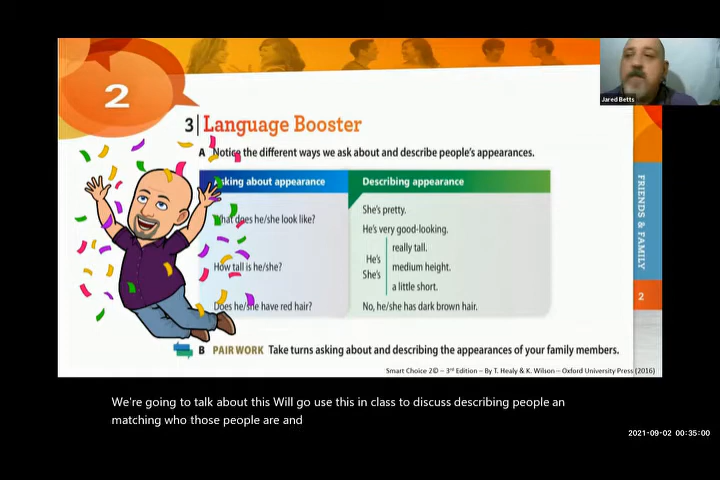 Jared Betts
2
3 Language Booster
A Notice the different ways we ask about and describe people's appearances.
Asking about appearance
Describing appearance
What does he/she look like?
She's pretty.
He's very good-looking.
How tall is he/she?
He's
She's
really tall.
medium height.
a little short.
Does he/she have red hair?
No, he/she has dark brown hair.
FRIENDS & FAMILY
2
B PAIR WORK Take turns asking about and describing the appearances of your family members.
Smart Choice 2© – 3rd Edition – By T. Healy & K. Wilson – Oxford University Press (2016)
We're going to talk about this Will go use this in class to discuss describing people an
matching who those people are and
2021-09-02 00:35:00